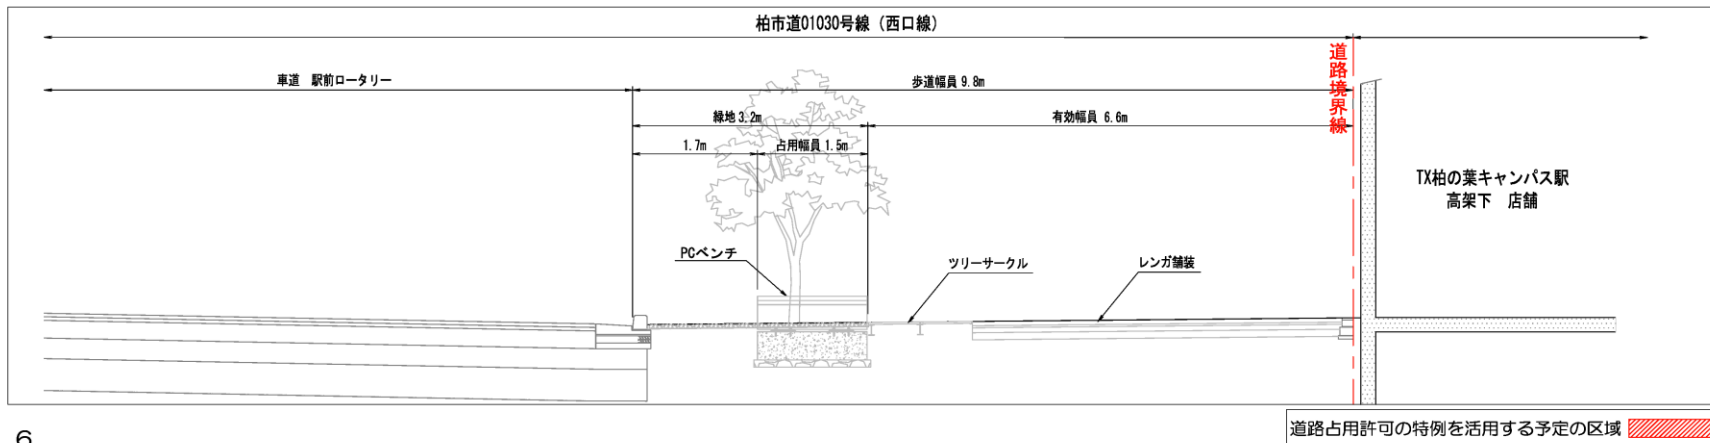 柏市道01030号線（西口線）
車道　駅前ロータリー
歩道幅員 9.8m
道路境界線
緑地 3.2m
有効幅員 6.6m
1.7m
占用幅員 1.5m
TX柏の葉キャンパス駅
高架下　店舗
PCベンチ
ツリーサークル
レンガ舗装
道路占用許可の特例を活用する予定の区域
6